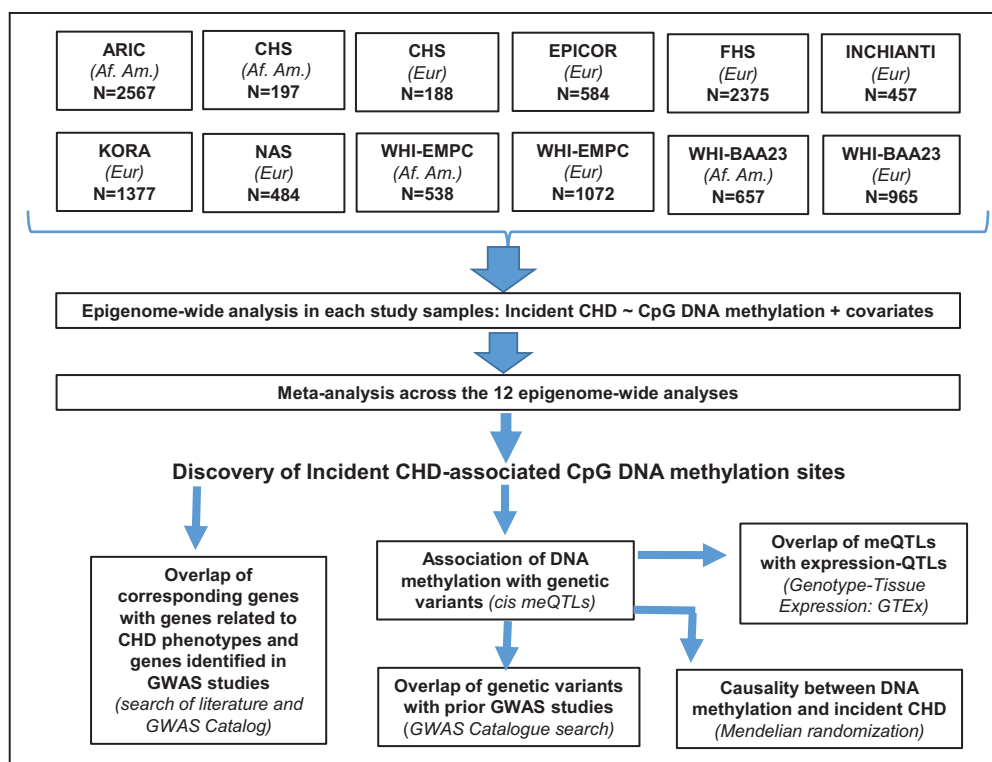 ARIC
(Af. Am.)
N=2567
CHS
(Af. Am.)
N=197
CHS
(Eur)
N=188
EPICOR
(Eur)
N=584
FHS
(Eur)
N=2375
INCHIANTI
(Eur)
N=457
KORA
(Eur)
N=1377
NAS
(Eur)
N=484
WHI-EMPC
(Af. Am.)
N=538
WHI-EMPC
(Eur)
N=1072
WHI-BAA23
(Af. Am.)
N=657
WHI-BAA23
(Eur)
N=965
Epigenome-wide analysis in each study samples: Incident CHD ~ CpG DNA methylation + covariates
Meta-analysis across the 12 epigenome-wide analyses
Discovery of Incident CHD-associated CpG DNA methylation sites
Overlap of
corresponding genes
with genes related to
CHD phenotypes and
genes identified in
GWAS studies
(search of literature and
GWAS Catalog)
Association of DNA
methylation with genetic
variants (cis meQTLs)
Overlap of meQTLs
with expression-QTLs
(Genotype-Tissue
Expression: GTEx)
Overlap of genetic variants
with prior GWAS studies
(GWAS Catalogue search)
Causality between DNA
methylation and incident CHD
(Mendelian randomization)